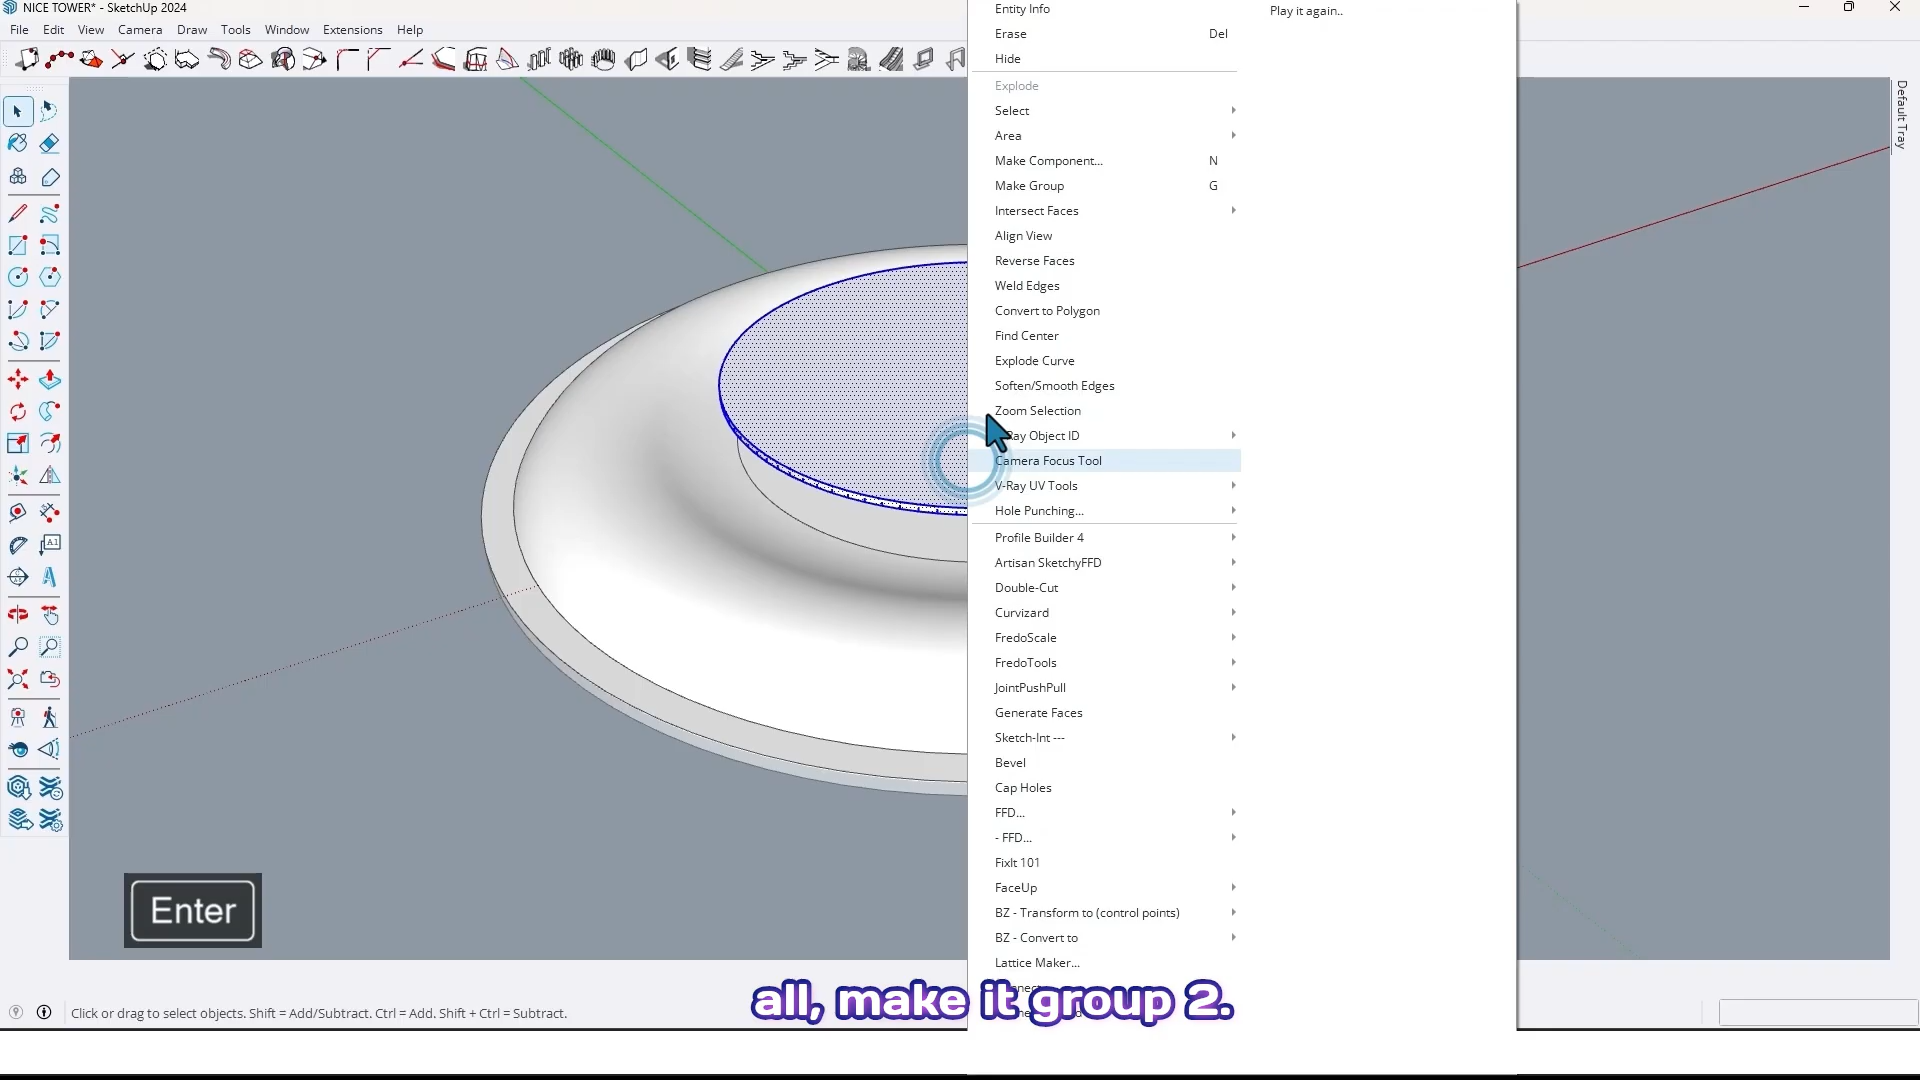 NICE TOWER* - SketchUp 2024
File Edit View Camera Draw Tools Window Extensions Help
Default Tray
Entity Info
Erase Del
Hide
Explode
Select
Area
Make Component... N
Make Group G
Intersect Faces
Align View
Reverse Faces
Weld Edges
Convert to Polygon
Find Center
Explode Curve
Soften/Smooth Edges
Zoom Selection
Ray Object ID
Camera Focus Tool
V-Ray UV Tools
Hole Punching...
Profile Builder 4
Artisan SketchyFFD
Double-Cut
Curvizard
FredoScale
FredoTools
JointPushPull
Generate Faces
Sketch-Int ---
Bevel
Cap Holes
FFD...
- FFD...
FixIt 101
FaceUp
BZ - Transform to (control points)
BZ - Convert to
Lattice Maker...
Play it again..
Enter
all, make it group 2.
Click or drag to select objects. Shift = Add/Subtract. Ctrl = Add. Shift + Ctrl = Subtract.